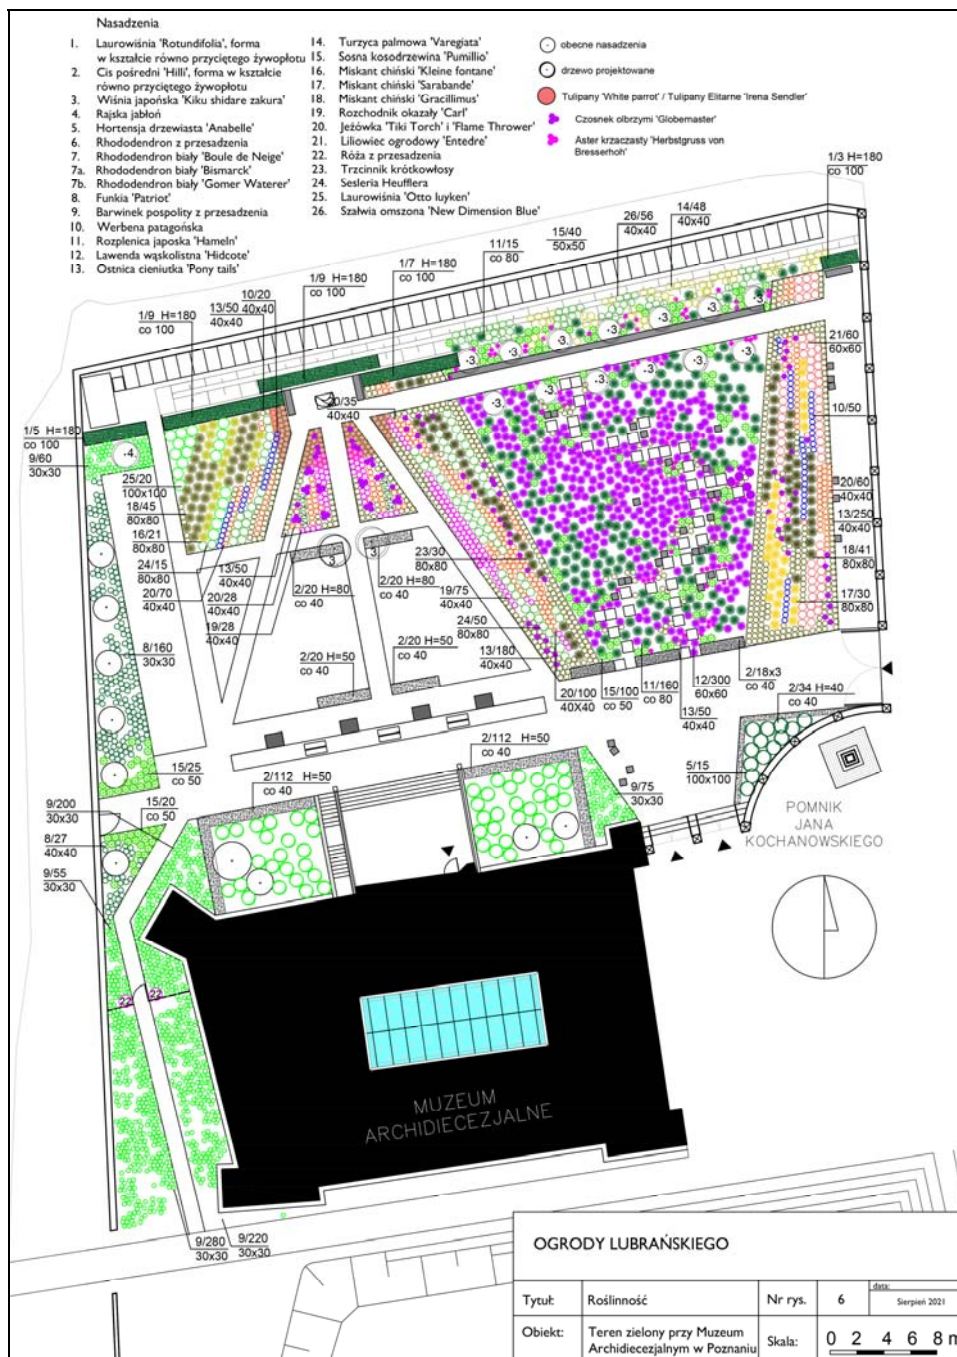 Nasadzenia
1. Laurowiśnia 'Rotundifolia', forma
w kształcie równo przyciętego żywopłotu
2. Cis pośredni 'Hilli', forma w kształcie
równo przyciętego żywopłotu
3. Wiśnia japońska 'Kiku shidare zakura'
4. Rajska jabłoń
5. Hortensja drzewiasta 'Anabelle'
6. Rhododendron z przesadzenia
7. Rhododendron biały 'Boule de Neige'
7a. Rhododendron biały 'Bismarck'
7b. Rhododendron biały 'Gomer Waterer'
8. Funkia 'Patriot'
9. Barwinek pospolity z przesadzenia
10. Werbena patagońska
11. Rozplenica japoska 'Hameln'
12. Lawenda wąskolistna 'Hidcote'
13. Ostnica cieniutka 'Pony tails'
14. Turzyca palmowa 'Varegiata'
15. Sosna kosodrzewina 'Pumillio'
16. Miskant chiński 'Kleine fontane'
17. Miskant chiński 'Sarabande'
18. Miskant chiński 'Gracillimus'
19. Rozchodnik okazały 'Carl'
20. Jeżówka 'Tiki Torch' i 'Flame Thrower'
21. Liliowiec ogrodowy 'Entedre'
22. Róża z przesadzenia
23. Trzcinnik krótkowłosy
24. Sesleria Heufflera
25. Laurowiśnia 'Otto luyken'
26. Szałwia omszona 'New Dimension Blue'
obecne nasadzenia
drzewo projektowane
Tulipany 'White parrot' / Tulipany Elitarne 'Irena Sendler'
Czosnek olbrzymi 'Globemaster'
Aster krzaczasty 'Herbstgruss von
Bresserhoh'
1/3 H=180
co 100
14/48
40x40
26/56
40x40
15/40
50x50
11/15
co 80
1/7 H=180
co 100
1/9 H=180
co 100
10/20
40x40
13/50
40x40
1/9 H=180
co 100
3
3
3
3
3
3
3
3
3
3
3
3
3
20/35
40x40
21/60
60x60
10/50
1/5 H=180
co 100
9/60
30x30
4
25/20
100x100
18/45
80x80
16/21
80x80
24/15
80x80
20/70
40x40
13/50
40x40
20/28
40x40
19/28
40x40
3
3
2/20 H=80
co 40
2/20 H=80
co 40
23/30
80x80
19/75
40x40
24/50
80x80
13/180
40x40
20/60
40x40
13/250
40x40
18/41
80x80
17/30
80x80
8/160
30x30
2/20 H=50
co 40
2/20 H=50
co 40
20/100
40X40
15/100
co 50
11/160
co 80
12/300
60x60
13/50
40x40
2/18x3
co 40
2/34 H=40
co 40
15/25
co 50
2/112 H=50
co 40
2/112 H=50
co 40
9/75
30x30
5/15
100x100
9/200
30x30
15/20
co 50
8/27
40x40
9/55
30x30
POMNIK
JANA
KOCHANOWSKIEGO
22
22
MUZEUM
ARCHIDIECEZJALNE
9/280
30x30
9/220
30x30
OGRODY LUBRAŃSKIEGO
Tytuł: Roślinność Nr rys. 6 data: Sierpień 2021
Obiekt: Teren zielony przy Muzeum
Archidiecezjalnym w Poznaniu
Skala: 0 2 4 6 8 m